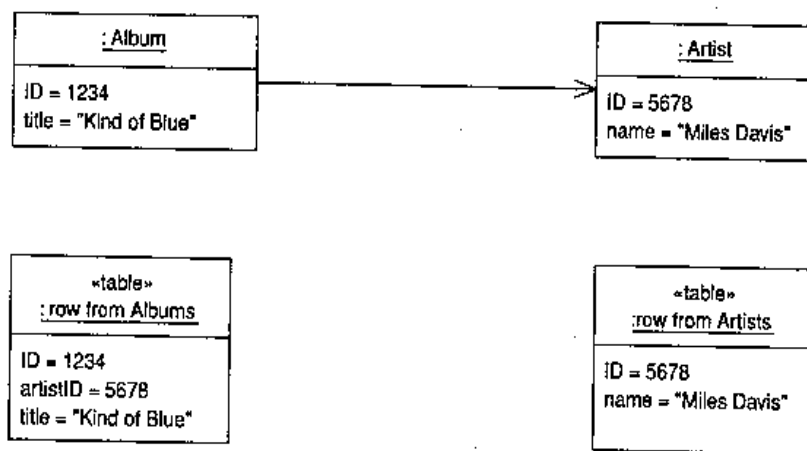 : Album
ID = 1234
title = "Kind of Blue"
: Artist
ID = 5678
name = "Miles Davis"
«table»
: row from Albums
ID = 1234
artistID = 5678
title = "Kind of Blue"
«table»
:row from Artists
ID = 5678
name = "Miles Davis"